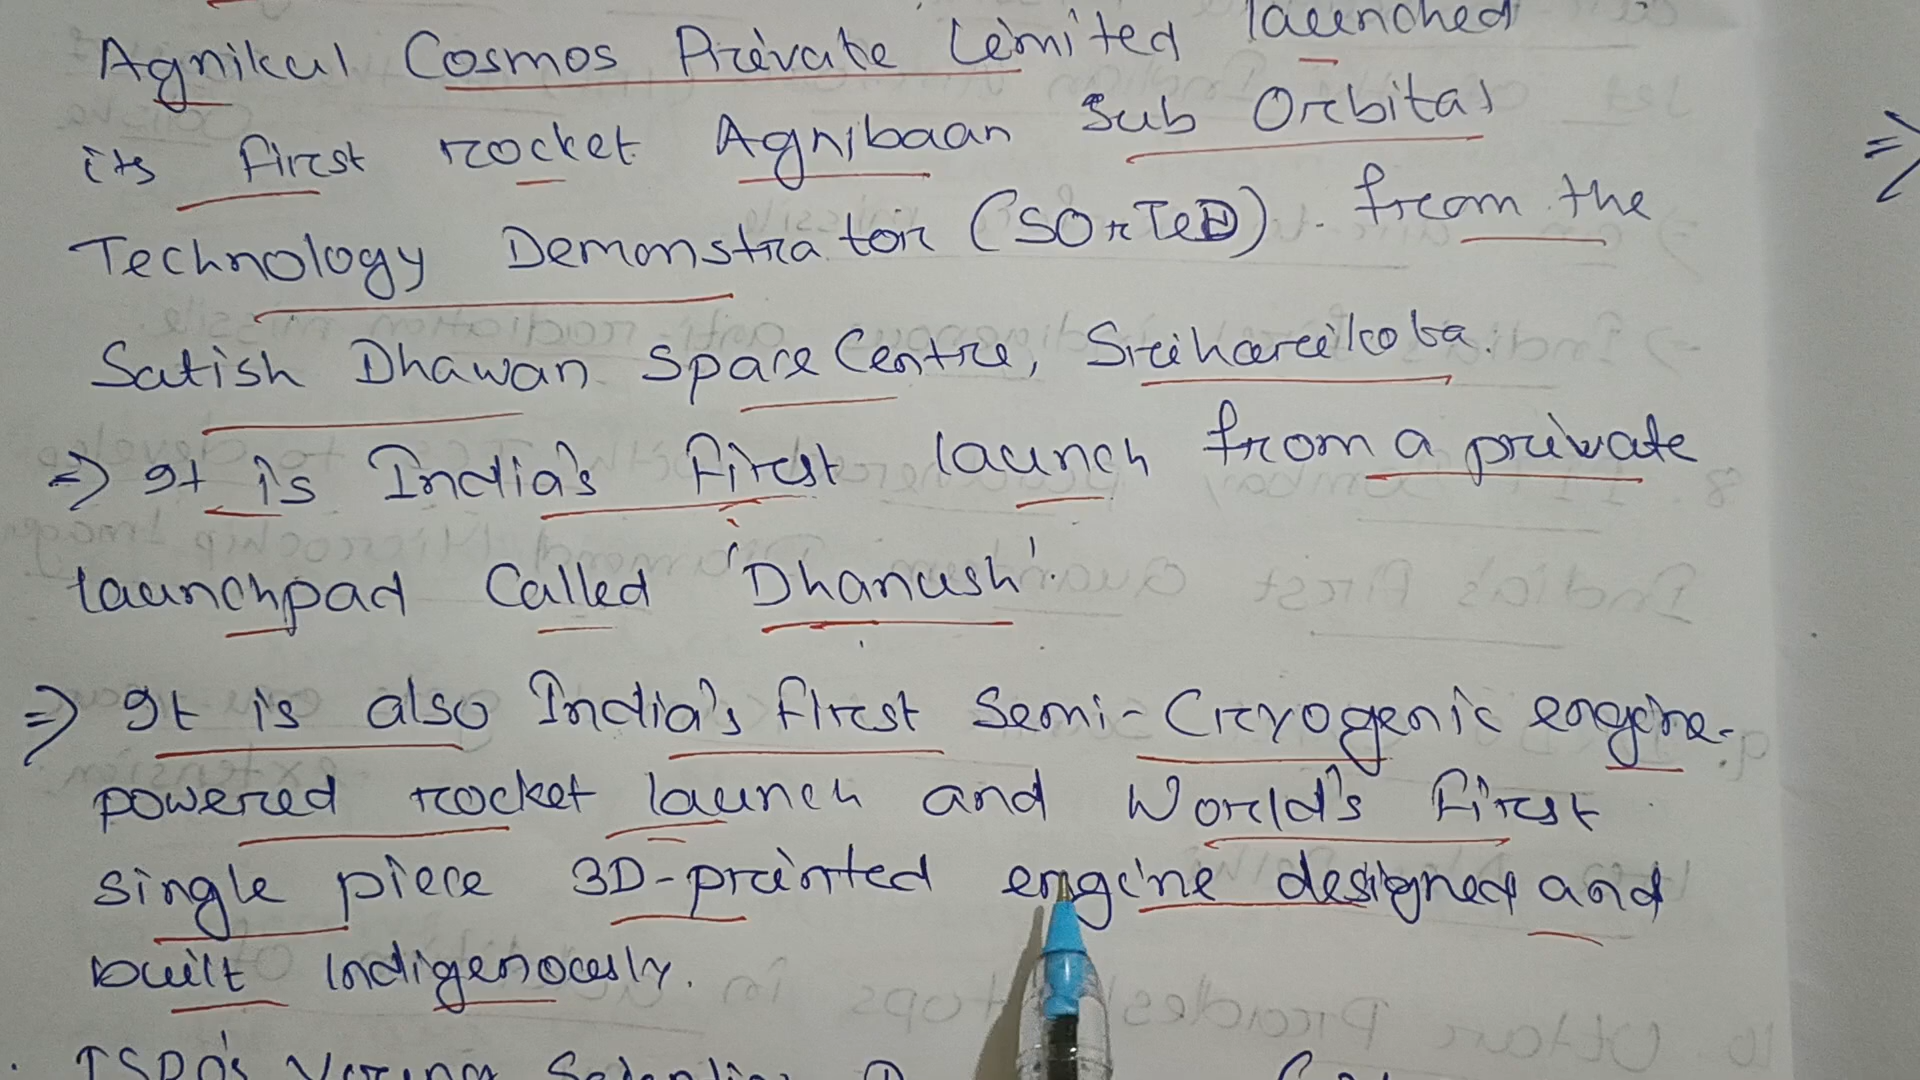 Agnikul Cosmos Private Limited launched
its first rocket Agnibaan Sub Orbital
Technology Demonstrator (SOrTeD). from the
Satish Dhawan Space Centre, Sriharikota.
⇒ It is India's First launch from a private
launchpad Called 'Dhanush'.
⇒ It is also India's first Semi-Cryogenic engine-
powered rocket launch and World's First
single piece 3D-printed engine designed and
built Indigenously.